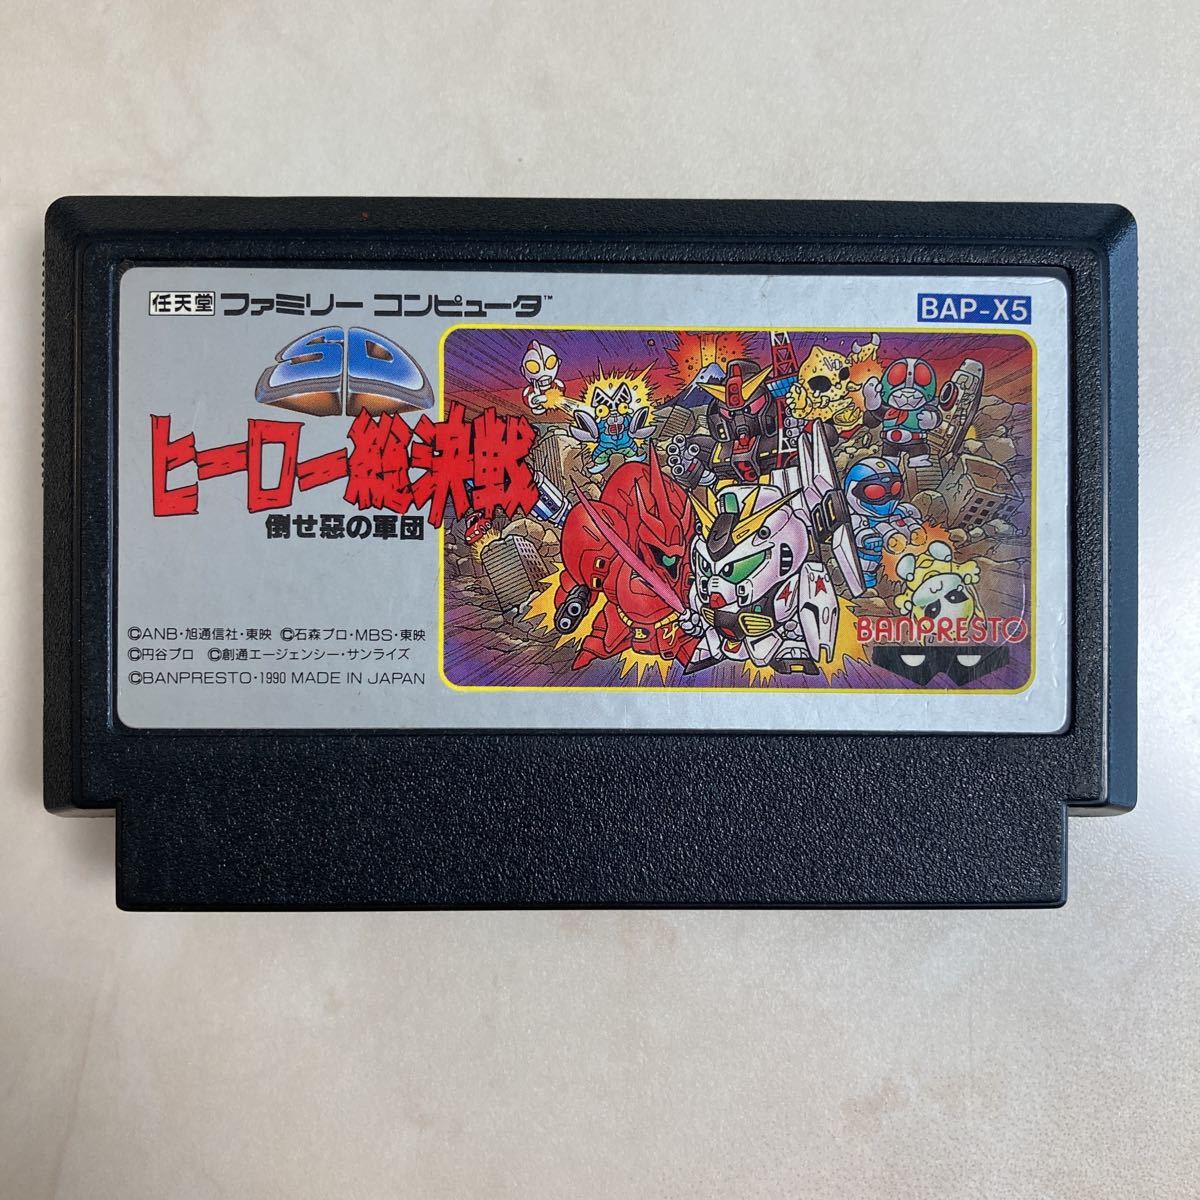 任天堂 ファミリー コンピュータ™
BAP-X5
SD
ヒーロー総決戦
倒せ悪の軍団
©ANB・旭通信社・東映 ©石森プロ・MBS・東映
©円谷プロ ©創通エージェンシー・サンライズ
©BANPRESTO・1990 MADE IN JAPAN
BANPRESTO